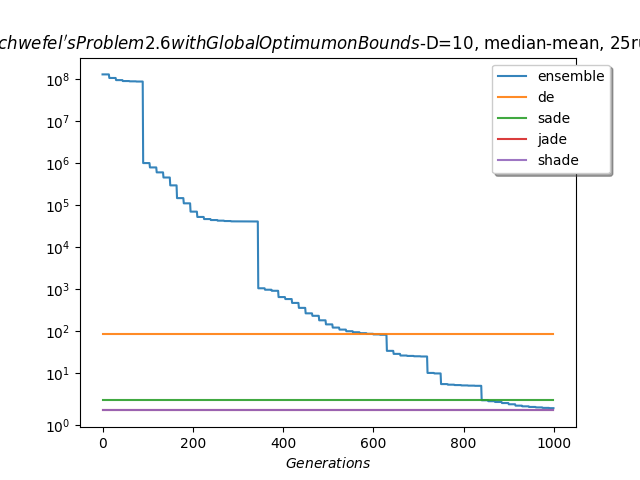 chwefel'sProblem2.6withGlobalOptimumonBounds-D=10, median-mean, 25ru
ensemble
de
sade
jade
shade
10^8
10^7
10^6
10^5
10^4
10^3
10^2
10^1
10^0
0 200 400 600 800 1000
Generations